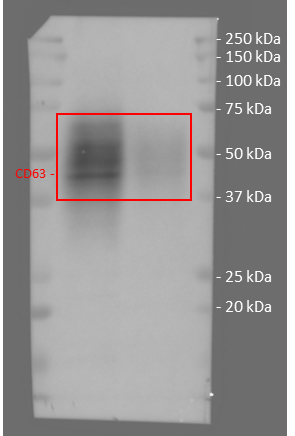 - 250 kDa
- 150 kDa
- 100 kDa
- 75 kDa
- 50 kDa
CD63 -
- 37 kDa
- 25 kDa
- 20 kDa